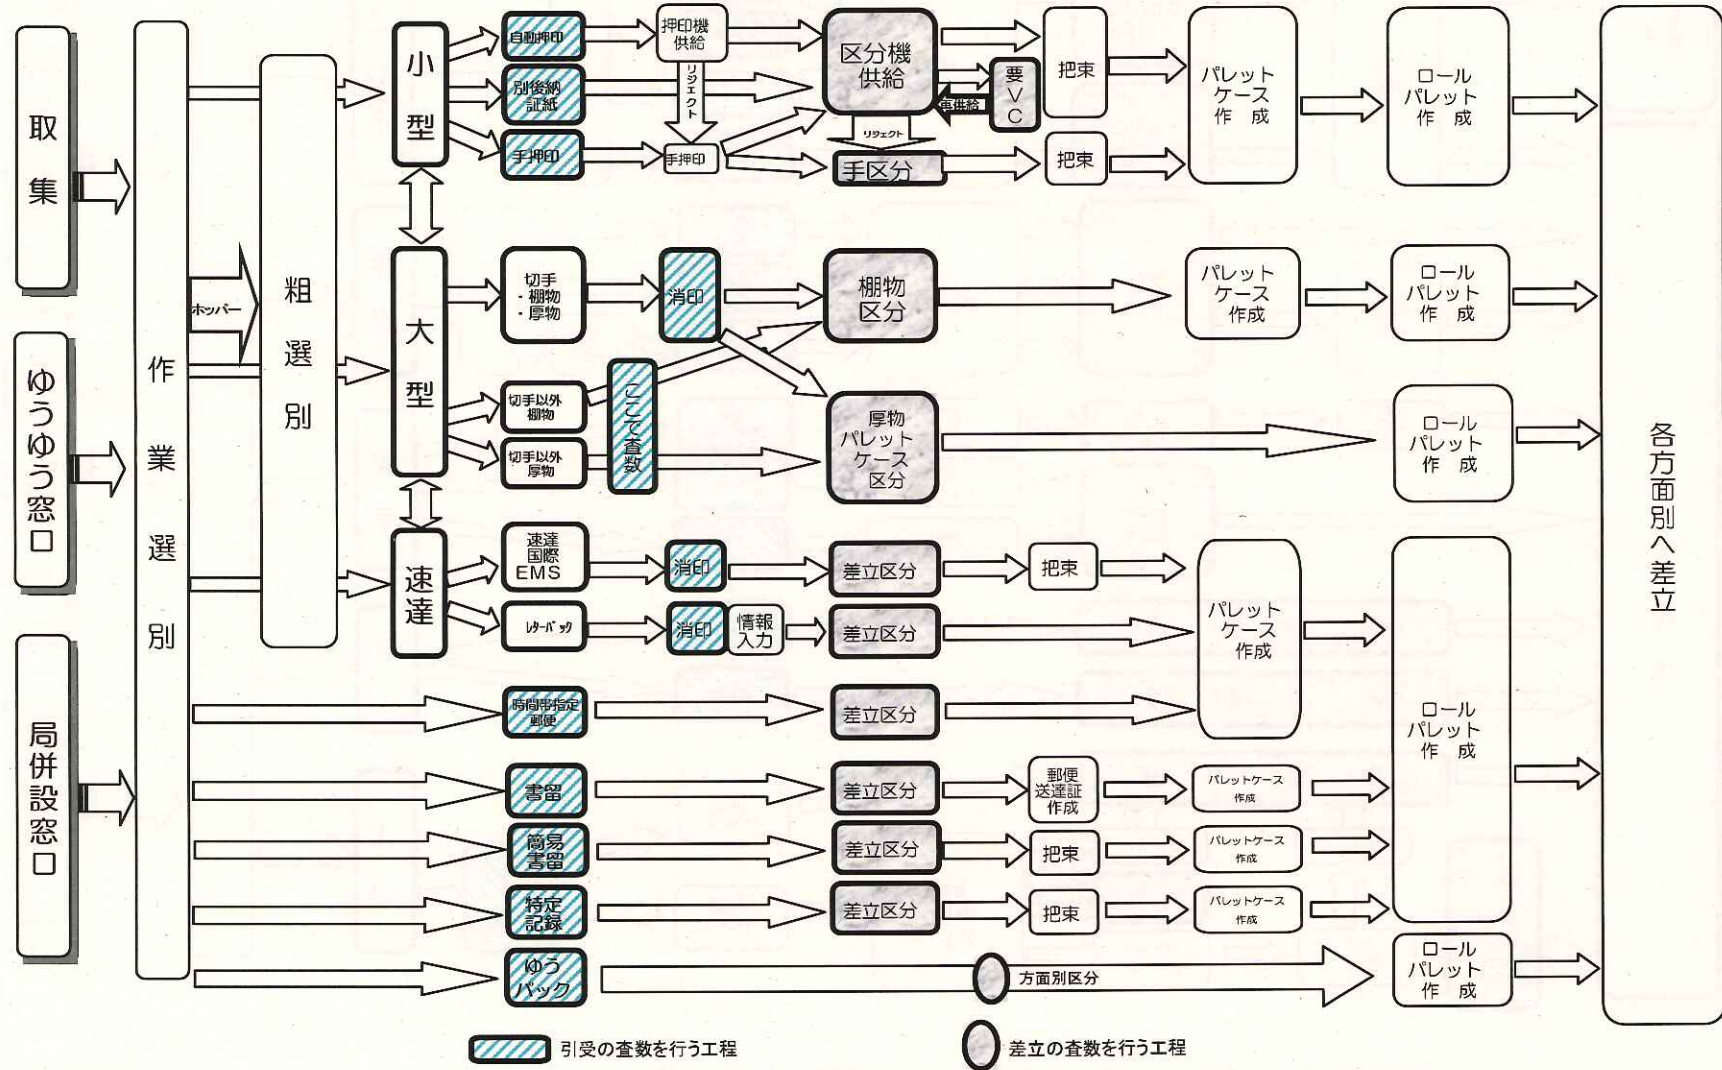 取集
ゆうゆう窓口
局併設窓口
作業選別
ホッパー
粗選別
小型
自動押印
押印機
供給
別後納
証紙
リジェクト
手押印
手押印
区分機
供給
再供給
要VC
リジェクト
手区分
把束
把束
パレット
ケース
作成
ロール
パレット
作成
大型
切手
・棚物
・厚物
消印
棚物
区分
パレット
ケース
作成
ロール
パレット
作成
切手以外
棚物
切手以外
厚物
ここで査数
厚物
パレット
ケース
区分
ロール
パレット
作成
速達
速達
国際
EMS
消印
差立区分
把束
レターパック
消印
情報
入力
差立区分
パレット
ケース
作成
時間帯指定
郵便
差立区分
ロール
パレット
作成
書留
差立区分
郵便
送達証
作成
パレットケース
作成
簡易
書留
差立区分
把束
パレットケース
作成
特定
記録
差立区分
把束
パレットケース
作成
ゆう
パック
方面別区分
ロール
パレット
作成
各方面別へ差立
引受の査数を行う工程
差立の査数を行う工程